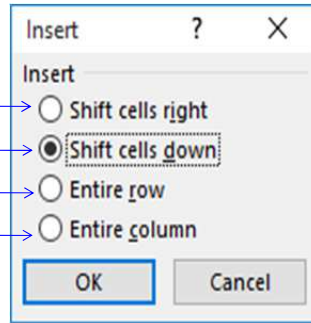 Insert ? X
Insert
Shift cells right
Shift cells down
Entire row
Entire column
OK Cancel